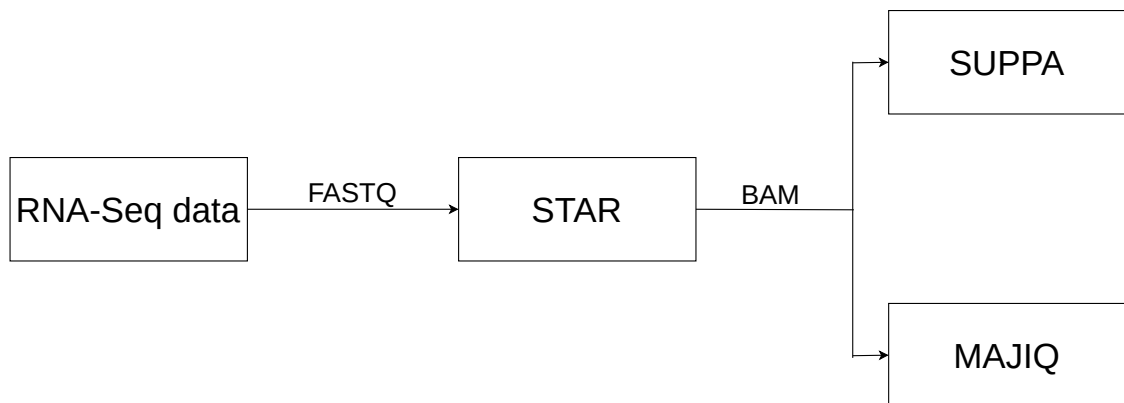 SUPPA
RNA-Seq data
FASTQ
STAR
BAM
MAJIQ